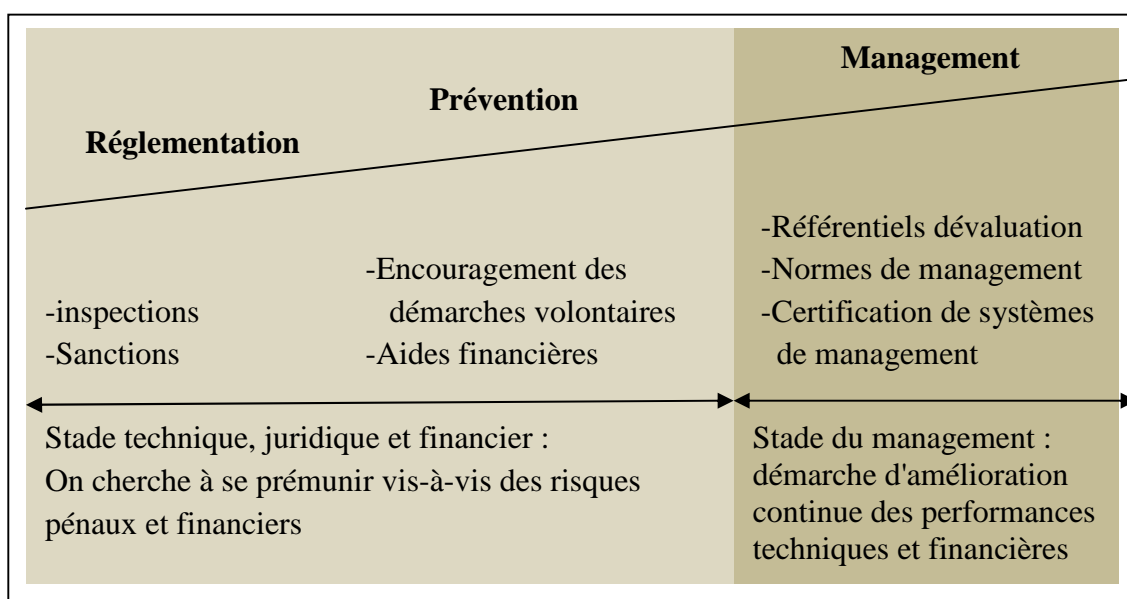 Management
Prévention
Réglementation
-inspections
-Sanctions
-Encouragement des
démarches volontaires
-Aides financières
-Référentiels dévaluation
-Normes de management
-Certification de systèmes
de management
Stade technique, juridique et financier :
On cherche à se prémunir vis-à-vis des risques
pénaux et financiers
Stade du management :
démarche d'amélioration
continue des performances
techniques et financières